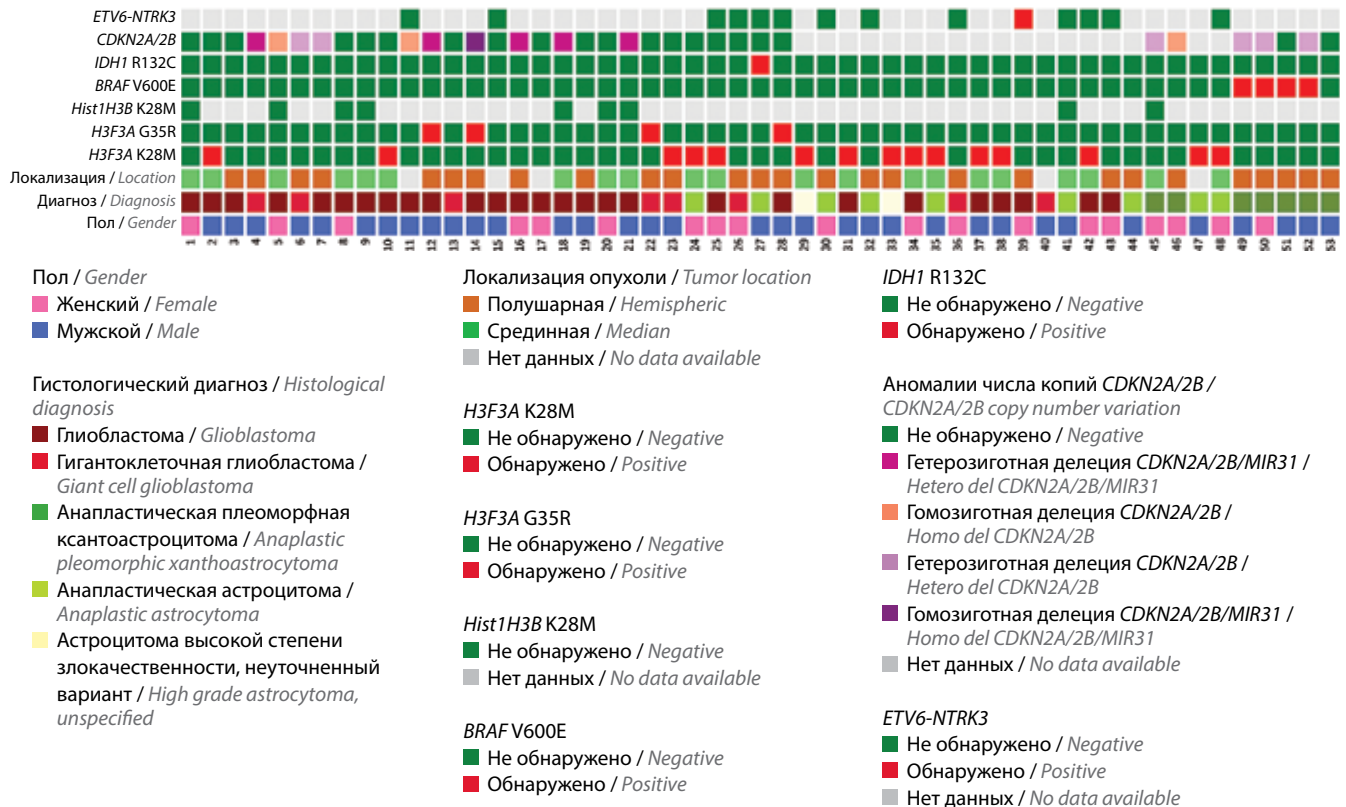 ETV6-NTRK3
CDKN2A/2B
IDH1 R132C
BRAF V600E
Hist1H3B K28M
H3F3A G35R
H3F3A K28M
Локализация / Location
Диагноз / Diagnosis
Пол / Gender
1 2 3 4 5 6 7 8 9 10 11 12 13 14 15 16 17 18 19 20 21 22 23 24 25 26 27 28 29 30 31 32 33 34 35 36 37 38 39 40 41 42 43 44 45 46 47 48 49 50 51 52 53
Пол / Gender
Женский / Female
Мужской / Male
Гистологический диагноз / Histological
diagnosis
Глиобластома / Glioblastoma
Гигантоклеточная глиобластома /
Giant cell glioblastoma
Анапластическая плеоморфная
ксантоастроцитома / Anaplastic
pleomorphic xanthoastrocytoma
Анапластическая астроцитома /
Anaplastic astrocytoma
Астроцитома высокой степени
злокачественности, неуточненный
вариант / High grade astrocytoma,
unspecified
Локализация опухоли / Tumor location
Полушарная / Hemispheric
Срединная / Median
Нет данных / No data available
H3F3A K28M
Не обнаружено / Negative
Обнаружено / Positive
H3F3A G35R
Не обнаружено / Negative
Обнаружено / Positive
Hist1H3B K28M
Не обнаружено / Negative
Нет данных / No data available
BRAF V600E
Не обнаружено / Negative
Обнаружено / Positive
IDH1 R132C
Не обнаружено / Negative
Обнаружено / Positive
Аномалии числа копий CDKN2A/2B /
CDKN2A/2B copy number variation
Не обнаружено / Negative
Гетерозиготная делеция CDKN2A/2B/MIR31 /
Hetero del CDKN2A/2B/MIR31
Гомозиготная делеция CDKN2A/2B /
Homo del CDKN2A/2B
Гетерозиготная делеция CDKN2A/2B /
Hetero del CDKN2A/2B
Гомозиготная делеция CDKN2A/2B/MIR31 /
Homo del CDKN2A/2B/MIR31
Нет данных / No data available
ETV6-NTRK3
Не обнаружено / Negative
Обнаружено / Positive
Нет данных / No data available